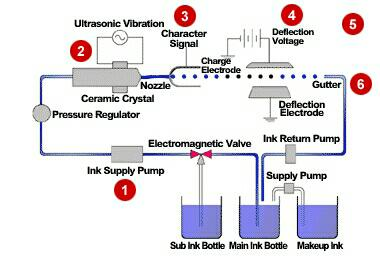 Ultrasonic Vibration
3
Character
Signal
4
Deflection
Voltage
5
2
Charge
Electrode
Nozzle
Ceramic Crystal
Gutter
6
Pressure Regulator
Deflection
Electrode
Electromagnetic Valve
Ink Return Pump
Ink Supply Pump
1
Supply Pump
Sub Ink Bottle
Main Ink Bottle
Makeup Ink